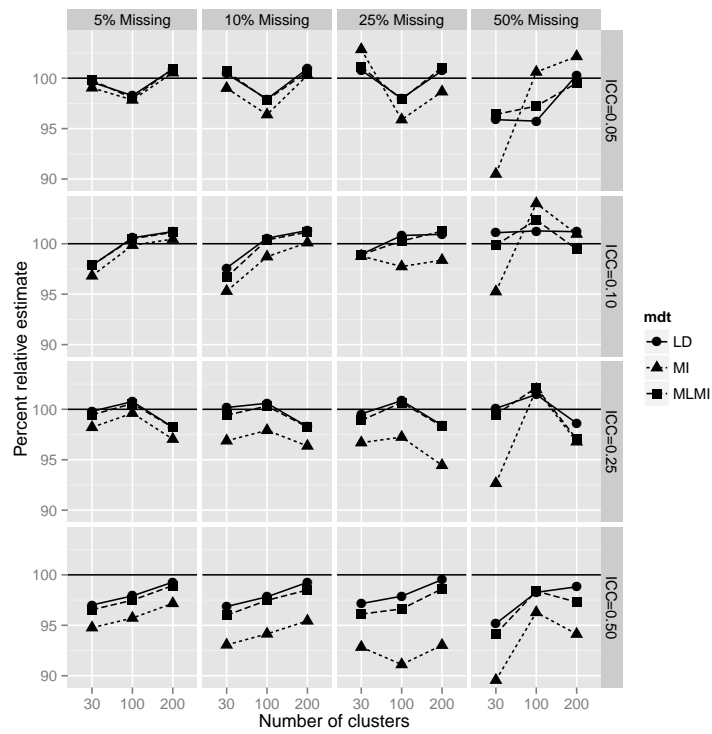 5% Missing 10% Missing 25% Missing 50% Missing
100
95
90
ICC=0.05
100
95
90
ICC=0.10
100
95
90
ICC=0.25
100
95
90
ICC=0.50
Percent relative estimate
30 100 200 30 100 200 30 100 200 30 100 200
Number of clusters
mdt
LD
MI
MLMI